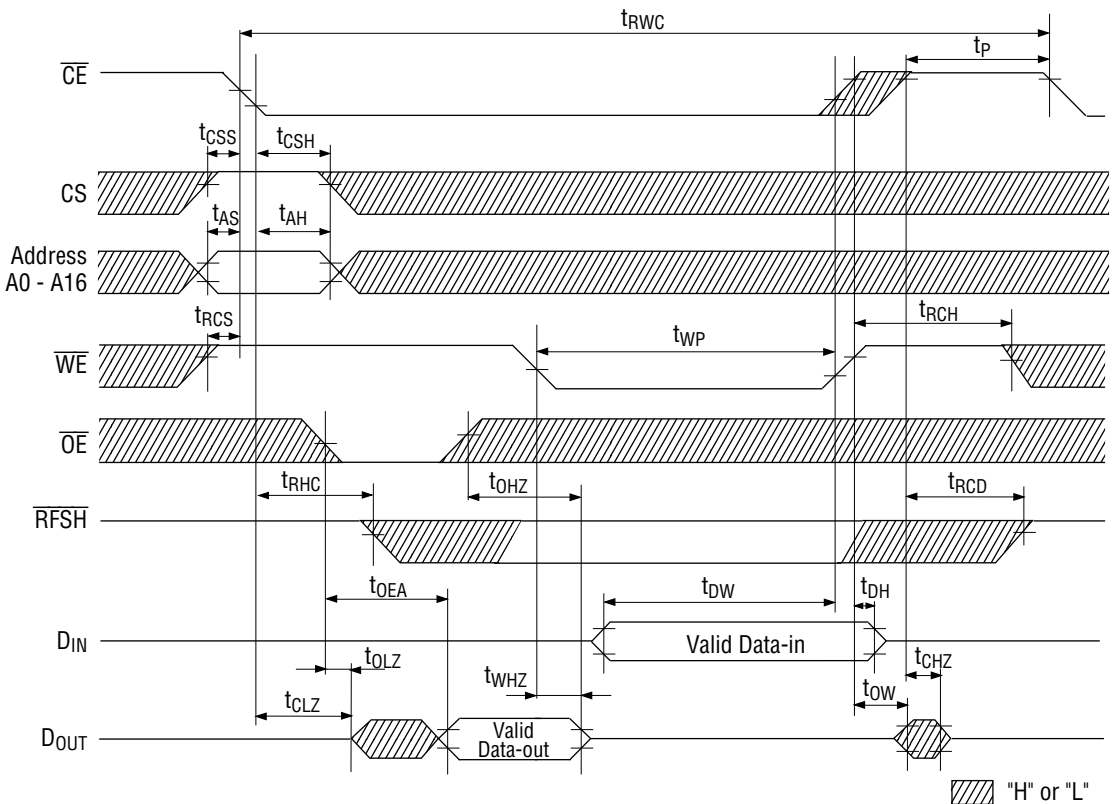 tRWC
tP
CE
tCSS
tCSH
CS
tAS
tAH
Address
A0 - A16
tRCS
tWP
tRCH
WE
OE
tRHC
tOHZ
tRCD
RFSH
tOEA
tDW
tDH
DIN
Valid Data-in
tOLZ
tWHZ
tCHZ
tCLZ
tOW
DOUT
Valid
Data-out
"H" or "L"